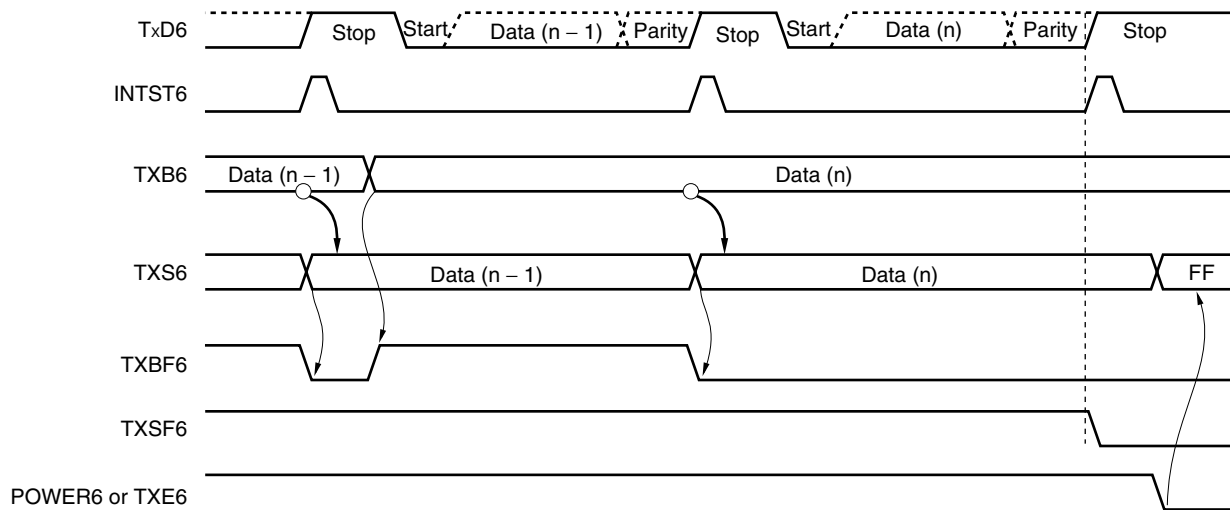 TxD6 Stop Start Data (n – 1) Parity Stop Start Data (n) Parity Stop
INTST6
TXB6 Data (n – 1) Data (n)
TXS6 Data (n – 1) Data (n) FF
TXBF6
TXSF6
POWER6 or TXE6